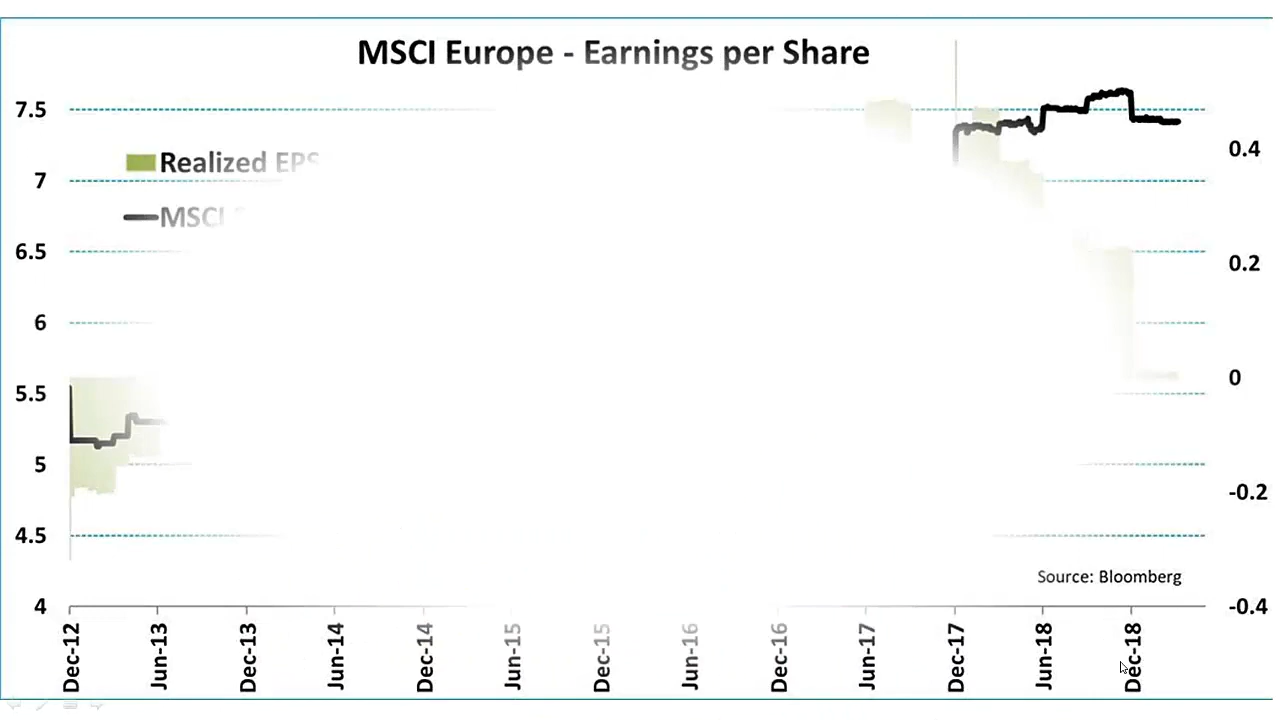 MSCI Europe - Earnings per Share
7.5
7
6.5
6
5.5
5
4.5
4
Realized EPS
MSCI
0.4
0.2
0
-0.2
-0.4
Source: Bloomberg
Dec-12
Jun-13
Dec-13
Jun-14
Dec-14
Jun-15
Dec-15
Jun-16
Dec-16
Jun-17
Dec-17
Jun-18
Dec-18